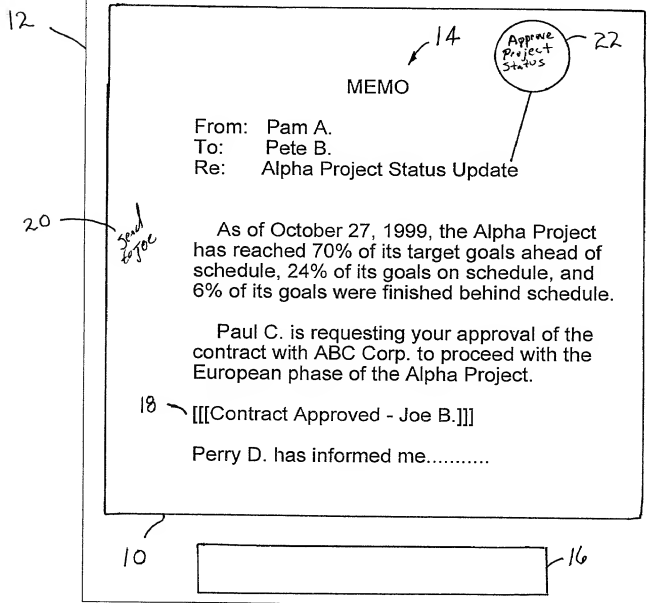 12
14
Approve
Project
Status
22
MEMO
From: Pam A.
To: Pete B.
Re: Alpha Project Status Update
20
Send
to Joe
As of October 27, 1999, the Alpha Project
has reached 70% of its target goals ahead of
schedule, 24% of its goals on schedule, and
6% of its goals were finished behind schedule.
Paul C. is requesting your approval of the
contract with ABC Corp. to proceed with the
European phase of the Alpha Project.
18
[[[Contract Approved - Joe B.]]]
Perry D. has informed me...........
10
16